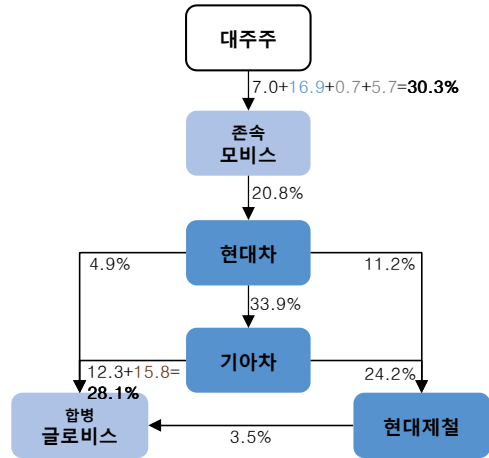 대주주
7.0+16.9+0.7+5.7=30.3%
존속
모비스
20.8%
현대차
4.9%
11.2%
33.9%
기아차
12.3+15.8=
28.1%
24.2%
합병
글로비스
3.5%
현대제철